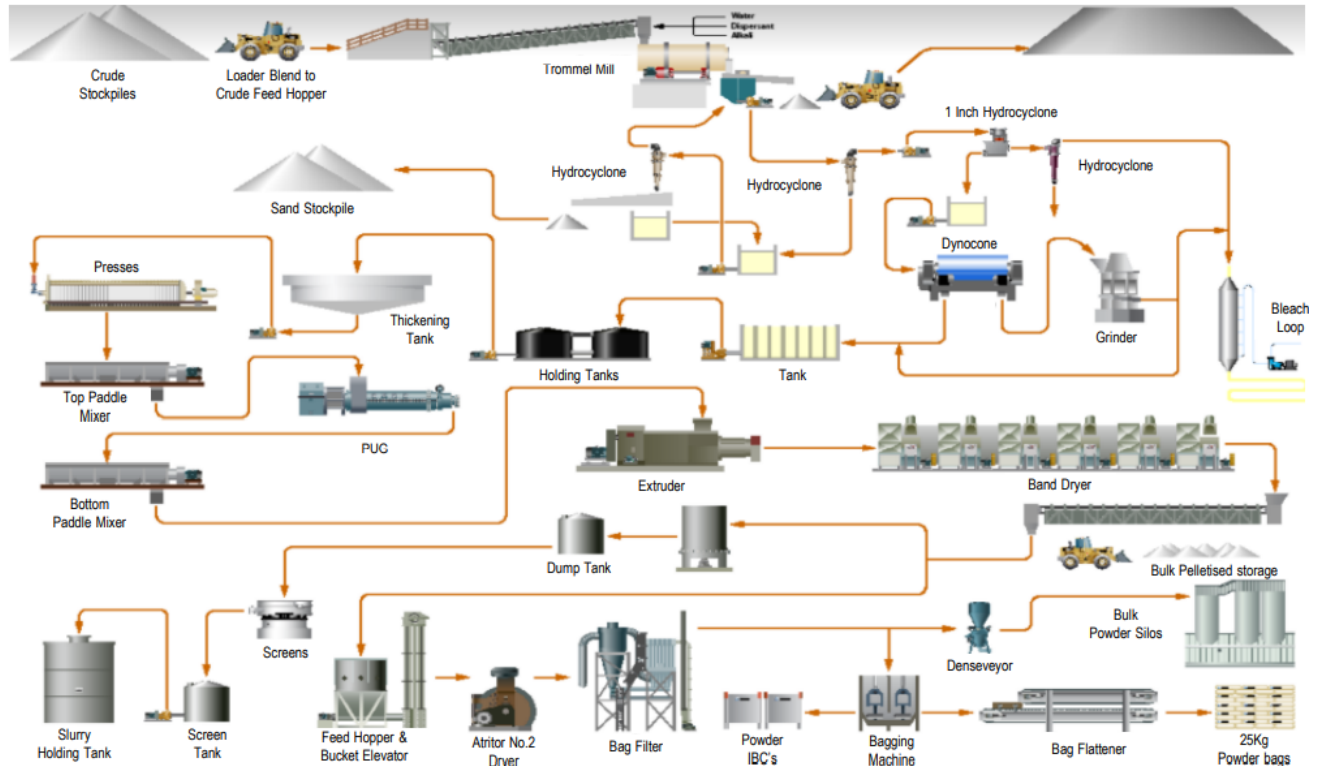 Water
Dispersant
Alkali
Crude
Stockpiles
Loader Blend to
Crude Feed Hopper
Trommel Mill
1 Inch Hydrocyclone
Hydrocyclone
Hydrocyclone
Hydrocyclone
Sand Stockpile
Dynocone
Presses
Thickening
Tank
Holding Tanks
Tank
Grinder
Bleach
Loop
Top Paddle
Mixer
PUG
Extruder
Band Dryer
Bottom
Paddle Mixer
Dump Tank
Bulk Pelletised storage
Bulk
Powder Silos
Screens
Denseveyor
Slurry
Holding Tank
Screen
Tank
Feed Hopper &
Bucket Elevator
Atritor No.2
Dryer
Bag Filter
Powder
IBC's
Bagging
Machine
Bag Flattener
25Kg
Powder bags